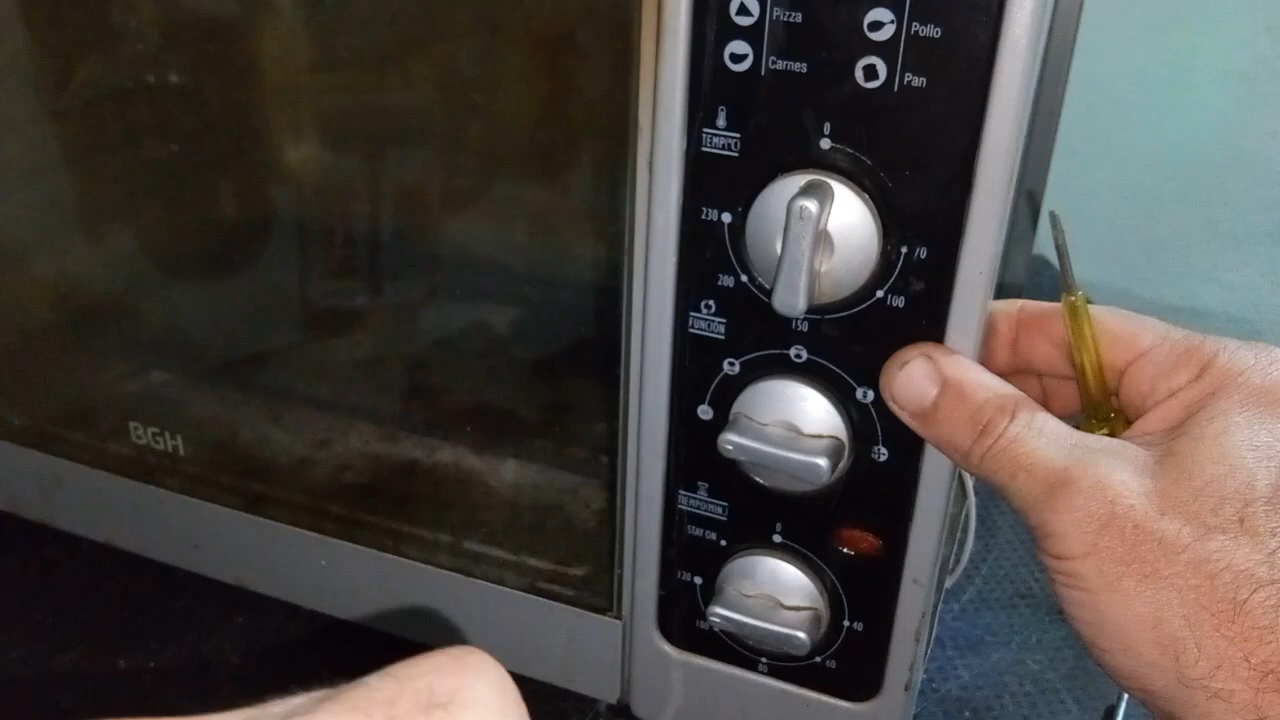 Pizza
Pollo
Carnes
Pan
TEMP(°C)
0
230
70
200
100
150
FUNCIÓN
BGH
TIEMPO(MIN.)
0
STAY ON
120
100
40
80
60